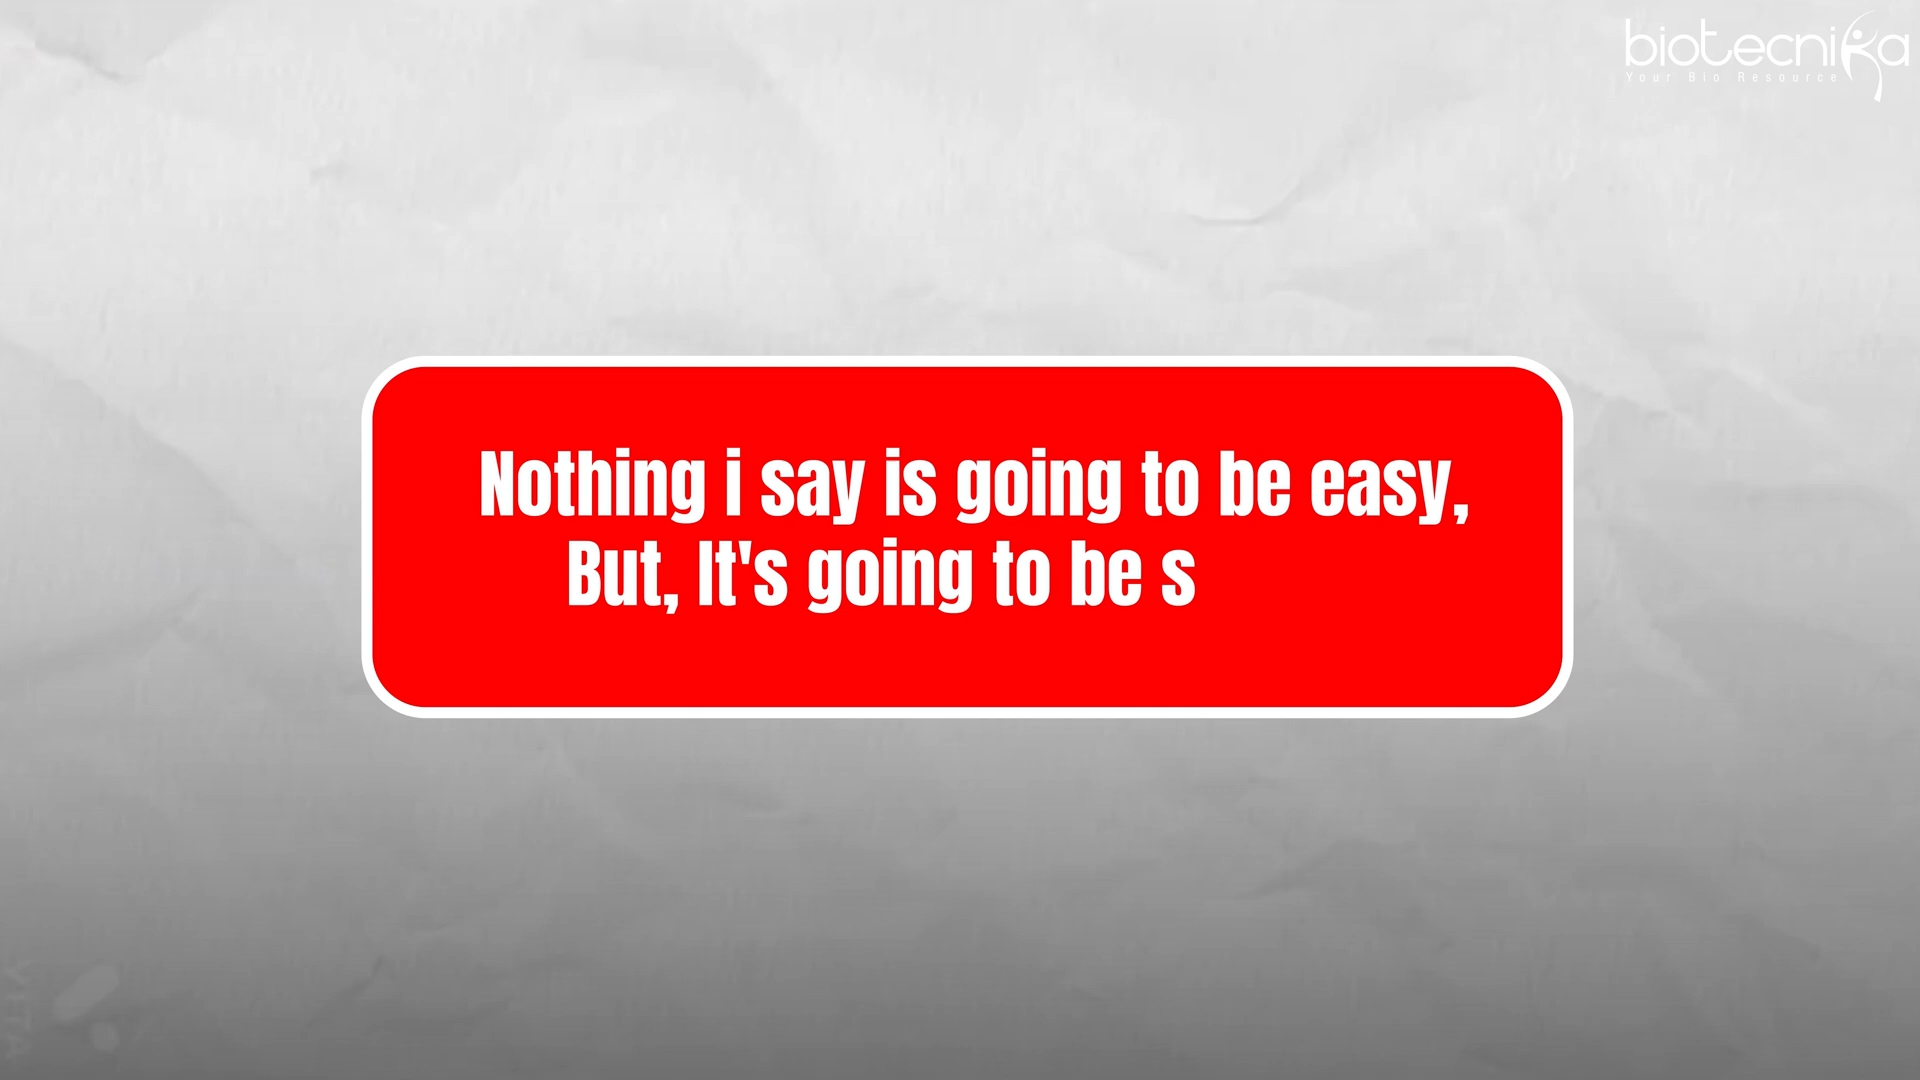 biotecnika
Your Bio Resource
Nothing i say is going to be easy,
But, It's going to be s